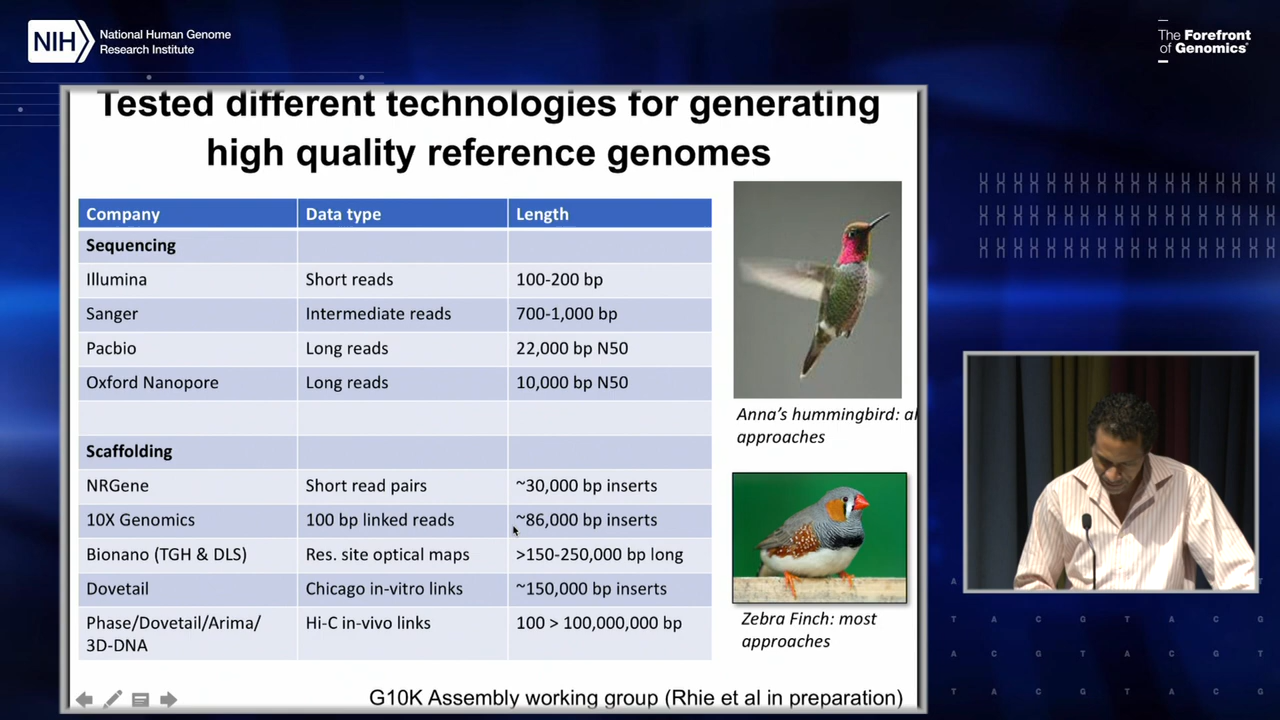 NIH
National Human Genome
Research Institute
The Forefront
of Genomics
Tested different technologies for generating
high quality reference genomes
Company Data type Length
Sequencing
Illumina Short reads 100-200 bp
Sanger Intermediate reads 700-1,000 bp
Pacbio Long reads 22,000 bp N50
Oxford Nanopore Long reads 10,000 bp N50
Scaffolding
NRGene Short read pairs ~30,000 bp inserts
10X Genomics 100 bp linked reads ~86,000 bp inserts
Bionano (TGH & DLS) Res. site optical maps >150-250,000 bp long
Dovetail Chicago in-vitro links ~150,000 bp inserts
Phase/Dovetail/Arima/ Hi-C in-vivo links 100 > 100,000,000 bp
3D-DNA
Anna's hummingbird:
approaches
Zebra Finch: most
approaches
G10K Assembly working group (Rhie et al in preparation)
A
T A C G T A C G
A C G T A C G T
T A C G T A C G